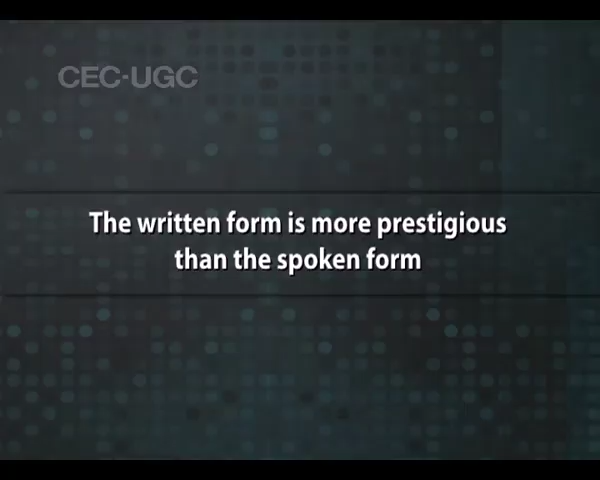 CEC-UGC
The written form is more prestigious
than the spoken form